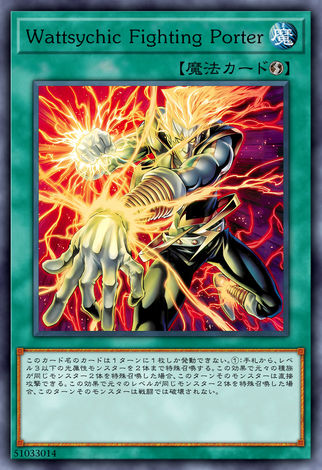 Wattsychic Fighting Porter 魔
【魔法カード】
このカード名のカードは1ターンに1枚しか発動できない。①：手札から、レベ
ル3以下の光属性モンスターを2体まで特殊召喚する。この効果で元々の種族
が同じモンスター2体を特殊召喚した場合、このターンそのモンスターは直接
攻撃できる。この効果で元々のレベルが同じモンスター2体を特殊召喚した場
合、このターンそのモンスターは戦闘では破壊されない。
51033014